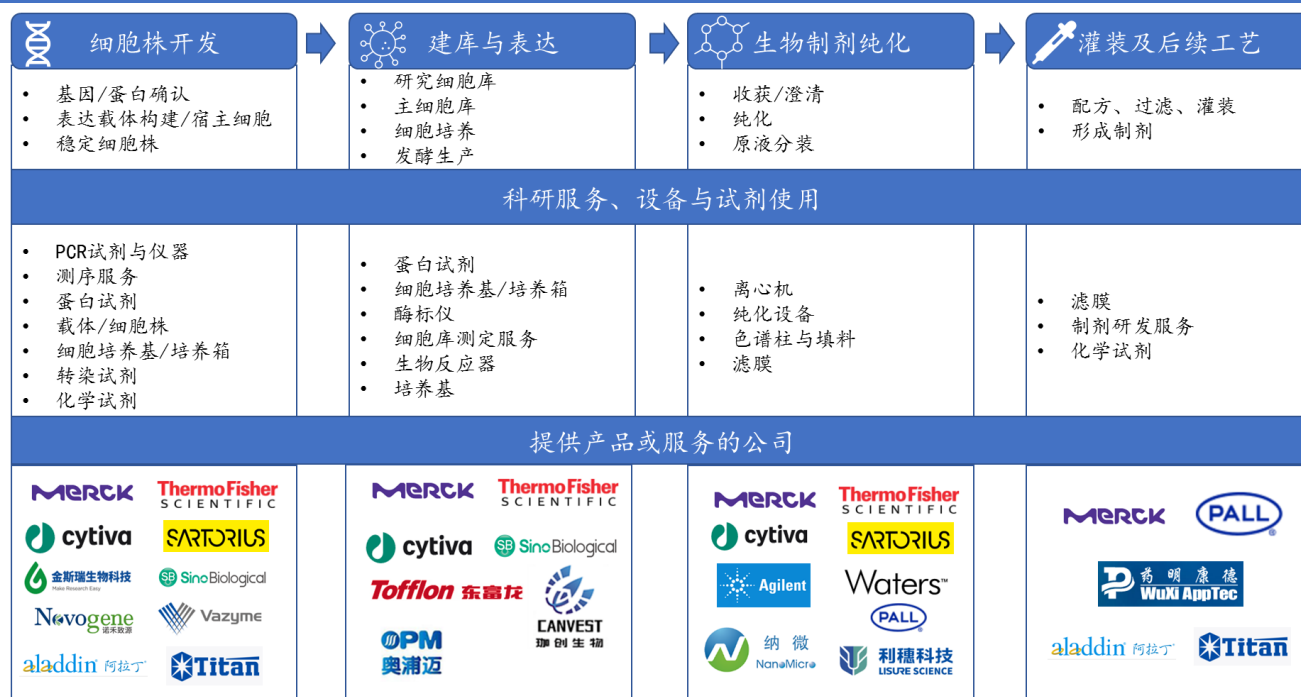 细胞株开发
建库与表达
生物制剂纯化
灌装及后续工艺
• 基因/蛋白确认
• 表达载体构建/宿主细胞
• 稳定细胞株
• 研究细胞库
• 主细胞库
• 细胞培养
• 发酵生产
• 收获/澄清
• 纯化
• 原液分装
• 配方、过滤、灌装
• 形成制剂
科研服务、设备与试剂使用
• PCR试剂与仪器
• 测序服务
• 蛋白试剂
• 载体/细胞株
• 细胞培养基/培养箱
• 转染试剂
• 化学试剂
• 蛋白试剂
• 细胞培养基/培养箱
• 酶标仪
• 细胞库测定服务
• 生物反应器
• 培养基
• 离心机
• 纯化设备
• 色谱柱与填料
• 滤膜
• 滤膜
• 制剂研发服务
• 化学试剂
提供产品或服务的公司
MERCK
ThermoFisher
SCIENTIFIC
cytiva
SARTORIUS
金斯瑞生物科技
Make Research Easy
SB SinoBiological
Novogene
诺禾致源
Vazyme
aladdin 阿拉丁
Titan
MERCK
ThermoFisher
SCIENTIFIC
cytiva
SB SinoBiological
Tofflon 东富龙
CANVEST
珈创生物
OPM
奥浦迈
MERCK
ThermoFisher
SCIENTIFIC
cytiva
SARTORIUS
Agilent
Waters™
PALL
纳微
NanoMicro
利穗科技
LISURE SCIENCE
MERCK
PALL
药明康德
WuXi AppTec
aladdin 阿拉丁
Titan